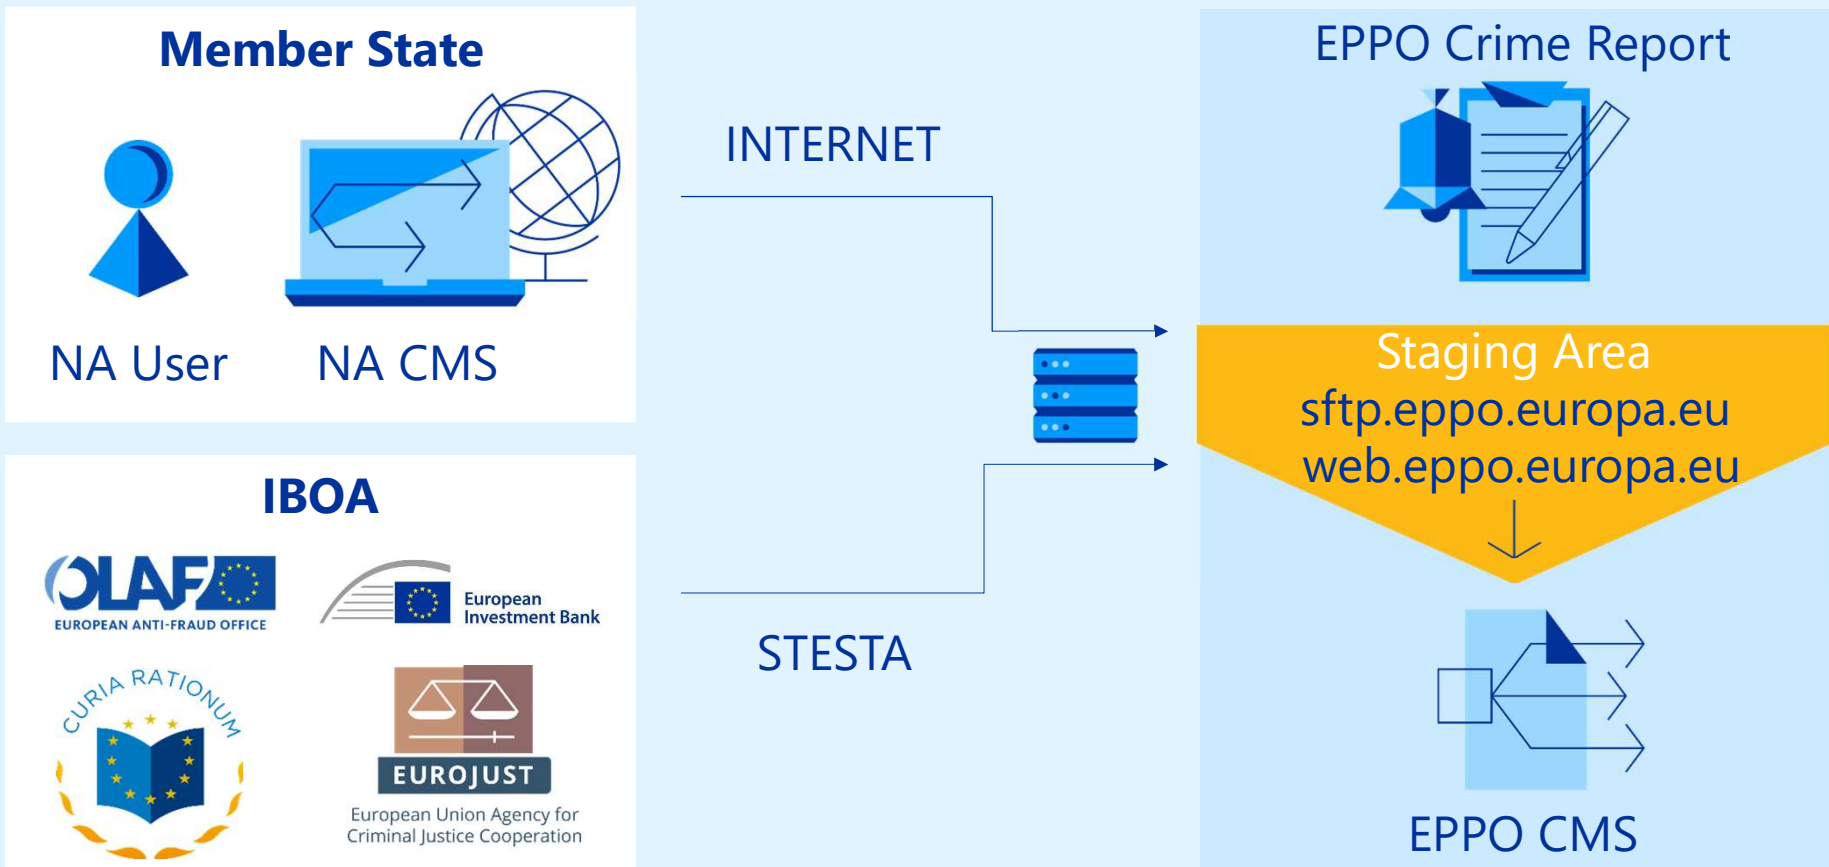 Member State
NA User
NA CMS
IBOA
OLAF
EUROPEAN ANTI-FRAUD OFFICE
European
Investment Bank
CURIA RATIONUM
EUROJUST
European Union Agency for
Criminal Justice Cooperation
INTERNET
STESTA
EPPO Crime Report
Staging Area
sftp.eppo.europa.eu
web.eppo.europa.eu
EPPO CMS